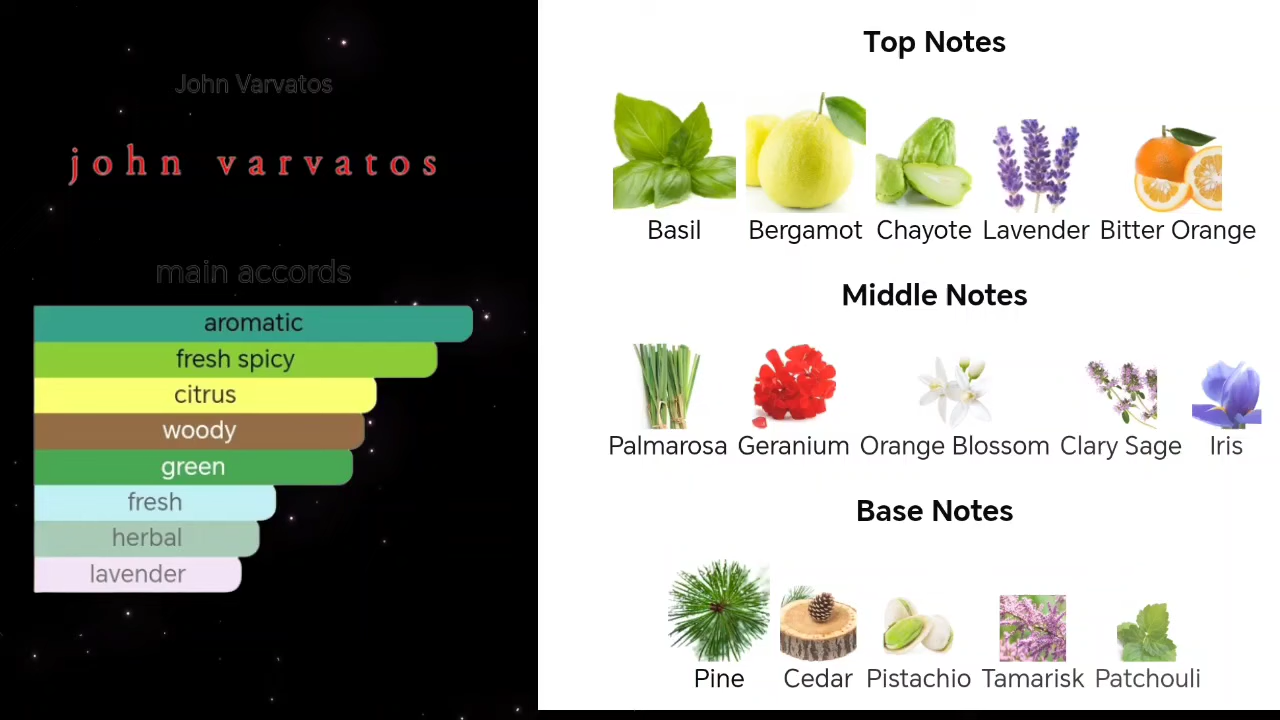 John Varvatos
john varvatos
main accords
aromatic
fresh spicy
citrus
woody
green
fresh
herbal
lavender
Top Notes
Basil Bergamot Chayote Lavender Bitter Orange
Middle Notes
Palmarosa Geranium Orange Blossom Clary Sage Iris
Base Notes
Pine Cedar Pistachio Tamarisk Patchouli